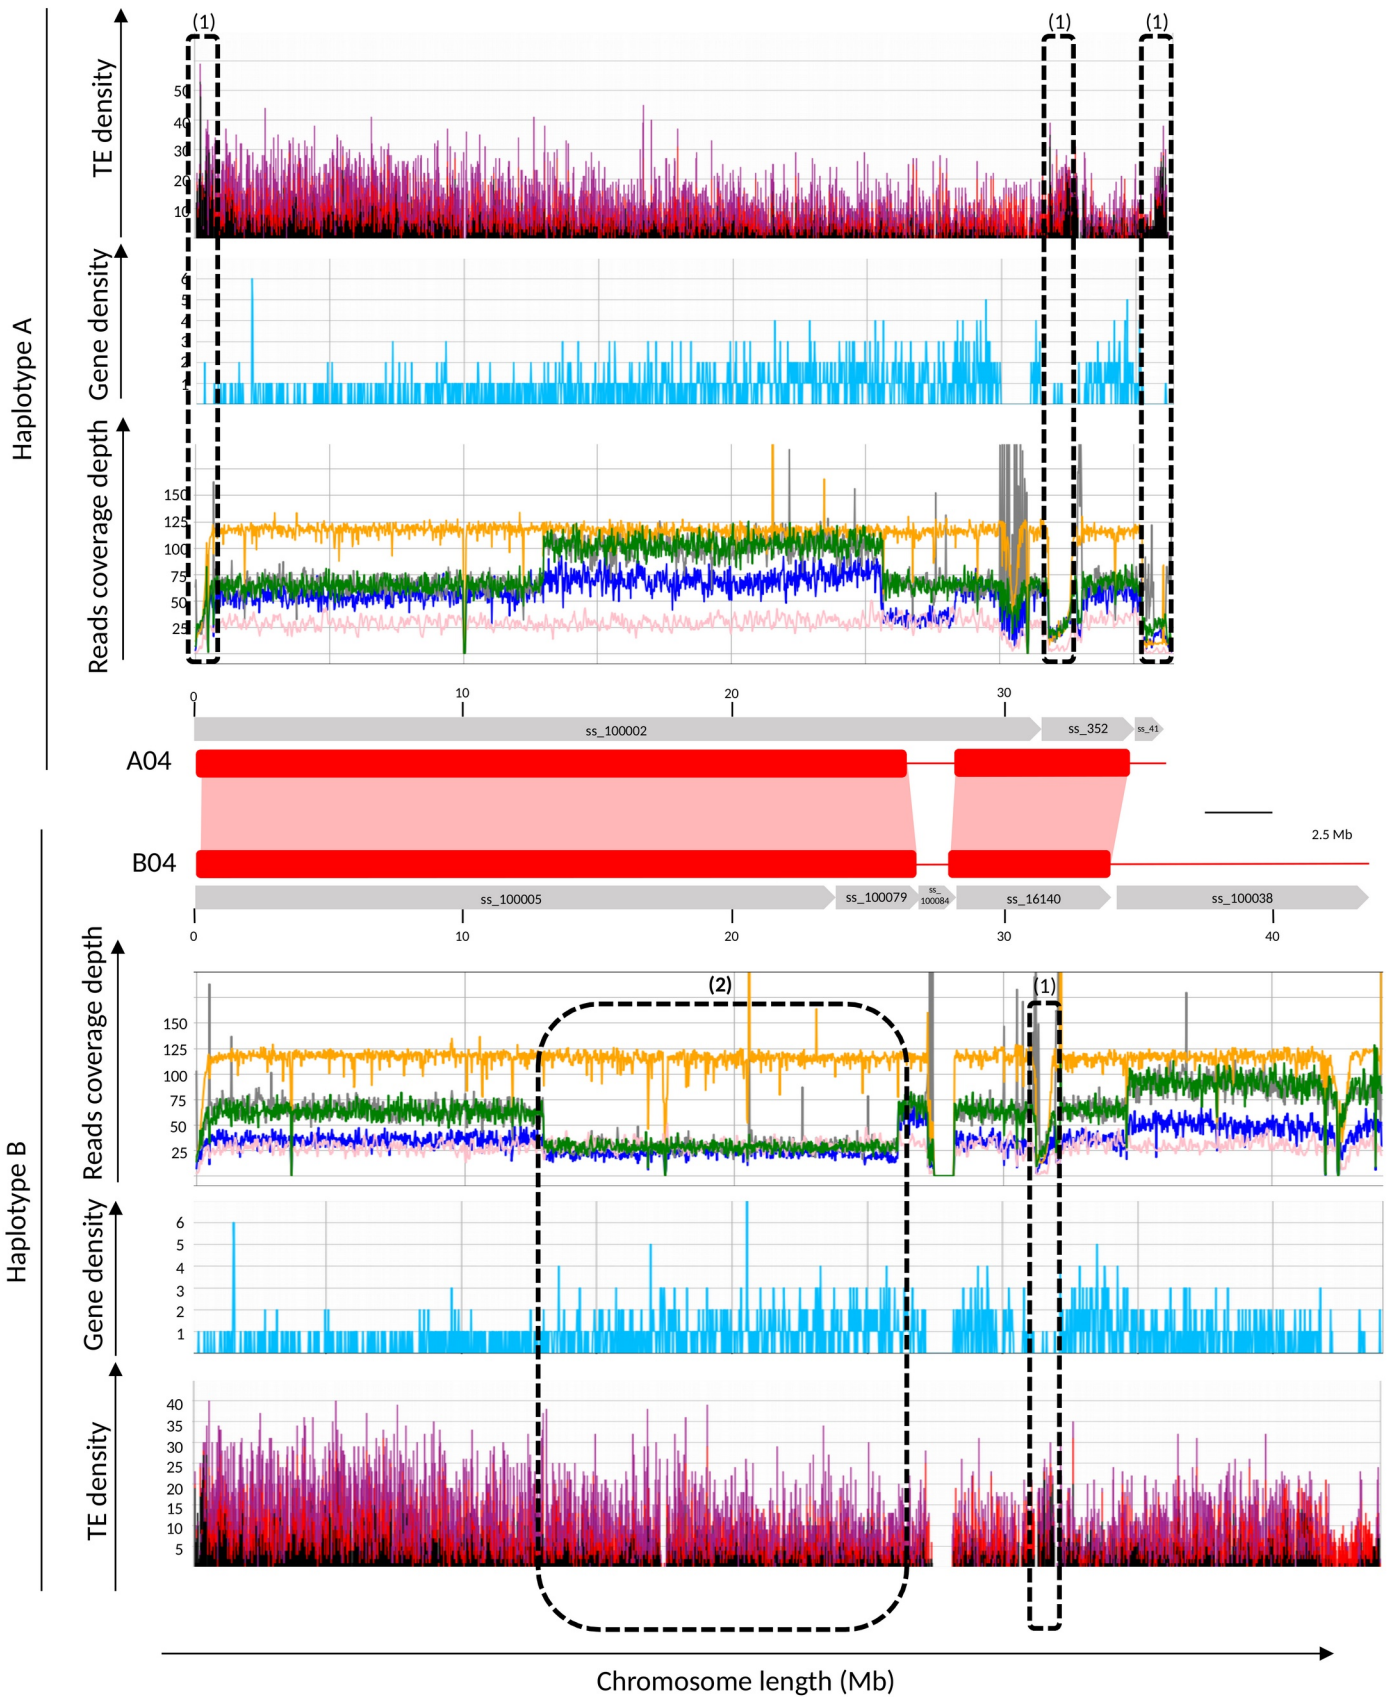 (1) (1) (1)
Haplotype A
TE density
50
40
30
20
10
Gene density
6
5
4
3
2
1
Reads coverage depth
150
125
100
75
50
25
0 10 20 30
ss_100002 ss_352 ss_41
A04
2.5 Mb
B04
ss_100005 ss_100079 ss_100084 ss_16140 ss_100038
0 10 20 30 40
Haplotype B
Reads coverage depth
(2) (1)
150
125
100
75
50
25
Gene density
6
5
4
3
2
1
TE density
40
35
30
25
20
15
10
5
Chromosome length (Mb)